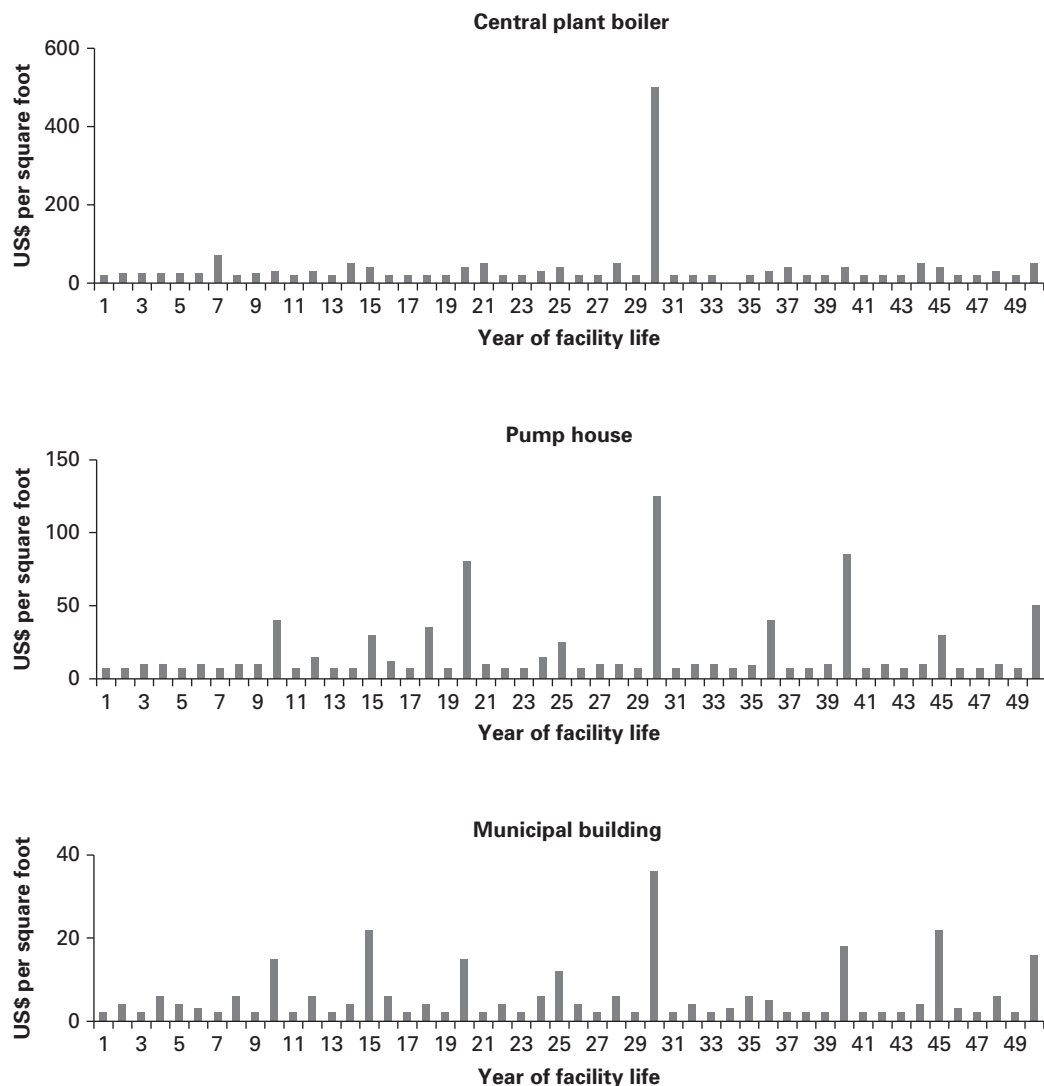 Central plant boiler
US$ per square foot
600
400
200
0
1 3 5 7 9 11 13 15 17 19 21 23 25 27 29 31 33 35 37 39 41 43 45 47 49
Year of facility life
Pump house
US$ per square foot
150
100
50
0
1 3 5 7 9 11 13 15 17 19 21 23 25 27 29 31 33 35 37 39 41 43 45 47 49
Year of facility life
Municipal building
US$ per square foot
40
20
0
1 3 5 7 9 11 13 15 17 19 21 23 25 27 29 31 33 35 37 39 41 43 45 47 49
Year of facility life